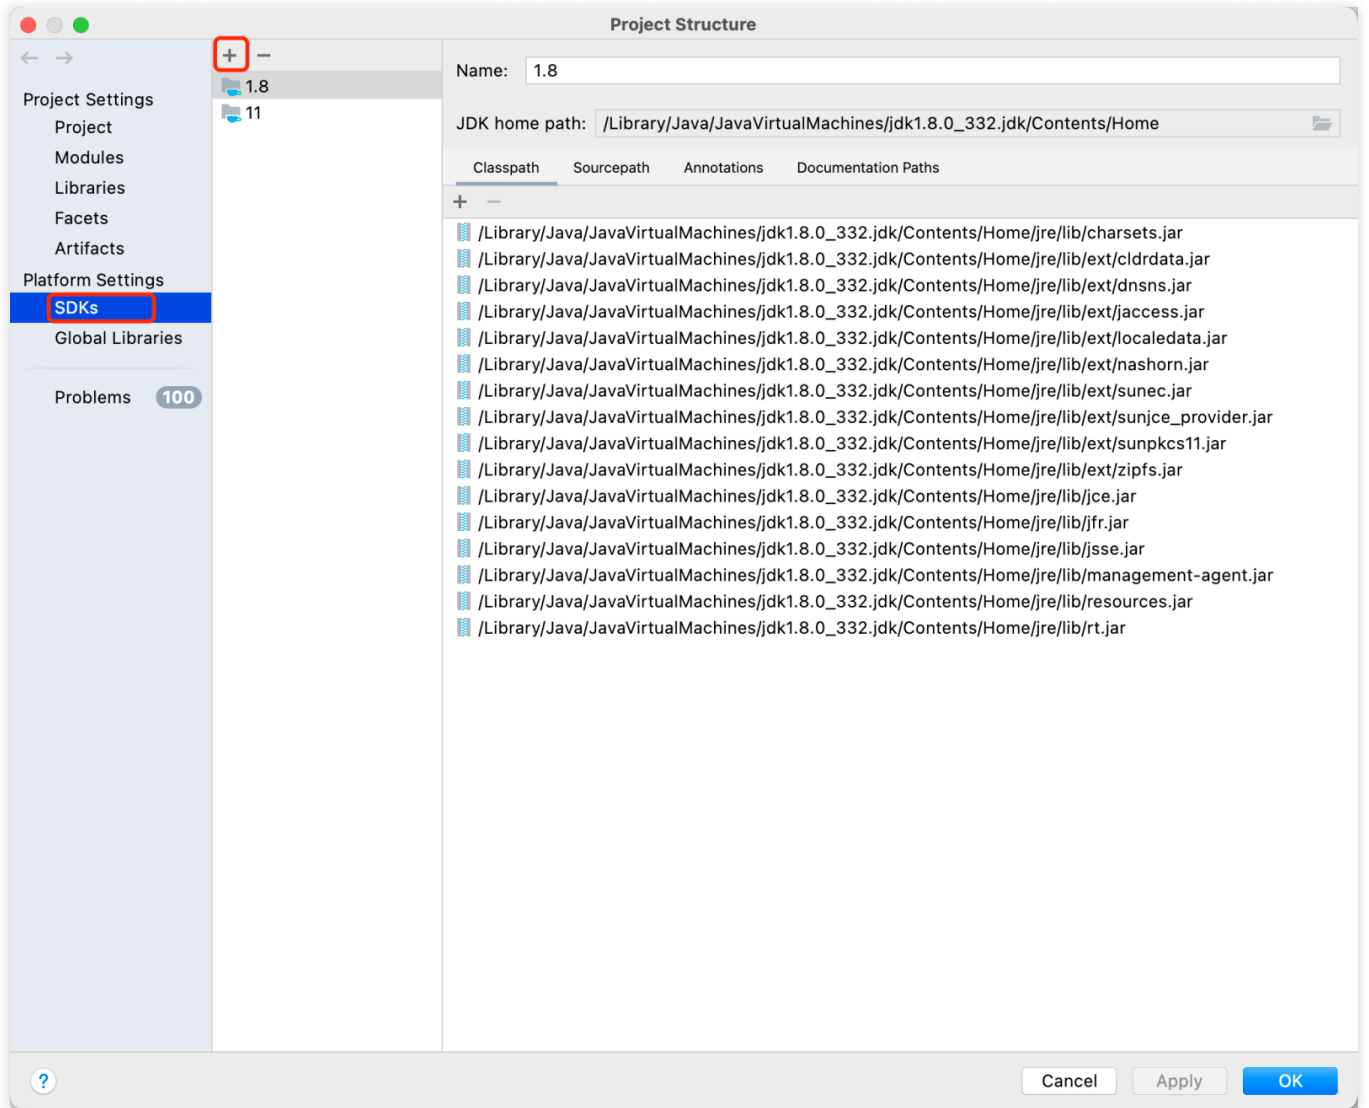 Project Structure
Project Settings
Project
Modules
Libraries
Facets
Artifacts
Platform Settings
SDKs
Global Libraries
Problems 100
1.8
11
Name: 1.8
JDK home path: /Library/Java/JavaVirtualMachines/jdk1.8.0_332.jdk/Contents/Home
Classpath Sourcepath Annotations Documentation Paths
/Library/Java/JavaVirtualMachines/jdk1.8.0_332.jdk/Contents/Home/jre/lib/charsets.jar
/Library/Java/JavaVirtualMachines/jdk1.8.0_332.jdk/Contents/Home/jre/lib/ext/cldrdata.jar
/Library/Java/JavaVirtualMachines/jdk1.8.0_332.jdk/Contents/Home/jre/lib/ext/dnsns.jar
/Library/Java/JavaVirtualMachines/jdk1.8.0_332.jdk/Contents/Home/jre/lib/ext/jaccess.jar
/Library/Java/JavaVirtualMachines/jdk1.8.0_332.jdk/Contents/Home/jre/lib/ext/localedata.jar
/Library/Java/JavaVirtualMachines/jdk1.8.0_332.jdk/Contents/Home/jre/lib/ext/nashorn.jar
/Library/Java/JavaVirtualMachines/jdk1.8.0_332.jdk/Contents/Home/jre/lib/ext/sunec.jar
/Library/Java/JavaVirtualMachines/jdk1.8.0_332.jdk/Contents/Home/jre/lib/ext/sunjce_provider.jar
/Library/Java/JavaVirtualMachines/jdk1.8.0_332.jdk/Contents/Home/jre/lib/ext/sunpkcs11.jar
/Library/Java/JavaVirtualMachines/jdk1.8.0_332.jdk/Contents/Home/jre/lib/ext/zipfs.jar
/Library/Java/JavaVirtualMachines/jdk1.8.0_332.jdk/Contents/Home/jre/lib/jce.jar
/Library/Java/JavaVirtualMachines/jdk1.8.0_332.jdk/Contents/Home/jre/lib/jfr.jar
/Library/Java/JavaVirtualMachines/jdk1.8.0_332.jdk/Contents/Home/jre/lib/jsse.jar
/Library/Java/JavaVirtualMachines/jdk1.8.0_332.jdk/Contents/Home/jre/lib/management-agent.jar
/Library/Java/JavaVirtualMachines/jdk1.8.0_332.jdk/Contents/Home/jre/lib/resources.jar
/Library/Java/JavaVirtualMachines/jdk1.8.0_332.jdk/Contents/Home/jre/lib/rt.jar
? Cancel Apply OK